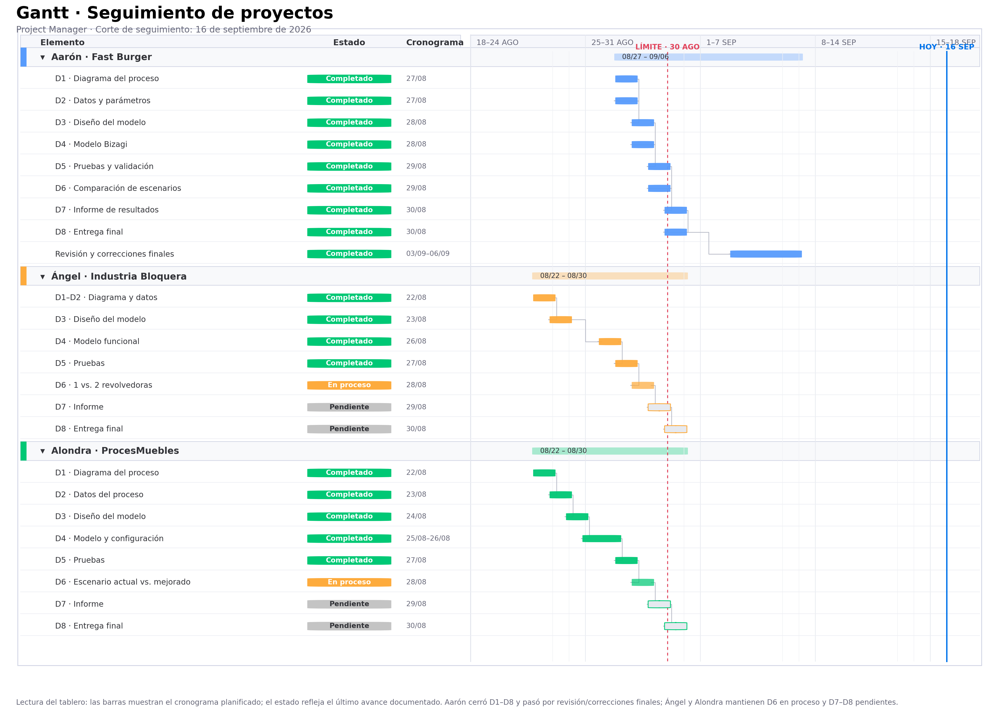 Gantt · Seguimiento de proyectos
Project Manager · Corte de seguimiento: 16 de septiembre de 2026
Elemento Estado Cronograma 18–24 AGO 25–31 AGO 1–7 SEP 8–14 SEP 15–18 SEP
LÍMITE · 30 AGO HOY · 16 SEP
▾ Aarón · Fast Burger 08/27 – 09/06
D1 · Diagrama del proceso Completado 27/08
D2 · Datos y parámetros Completado 27/08
D3 · Diseño del modelo Completado 28/08
D4 · Modelo Bizagi Completado 28/08
D5 · Pruebas y validación Completado 29/08
D6 · Comparación de escenarios Completado 29/08
D7 · Informe de resultados Completado 30/08
D8 · Entrega final Completado 30/08
Revisión y correcciones finales Completado 03/09–06/09
▾ Ángel · Industria Bloquera 08/22 – 08/30
D1–D2 · Diagrama y datos Completado 22/08
D3 · Diseño del modelo Completado 23/08
D4 · Modelo funcional Completado 26/08
D5 · Pruebas Completado 27/08
D6 · 1 vs. 2 revolvedoras En proceso 28/08
D7 · Informe Pendiente 29/08
D8 · Entrega final Pendiente 30/08
▾ Alondra · ProcesMuebles 08/22 – 08/30
D1 · Diagrama del proceso Completado 22/08
D2 · Datos del proceso Completado 23/08
D3 · Diseño del modelo Completado 24/08
D4 · Modelo y configuración Completado 25/08–26/08
D5 · Pruebas Completado 27/08
D6 · Escenario actual vs. mejorado En proceso 28/08
D7 · Informe Pendiente 29/08
D8 · Entrega final Pendiente 30/08
Lectura del tablero: las barras muestran el cronograma planificado; el estado refleja el último avance documentado. Aarón cerró D1–D8 y pasó por revisión/correcciones finales; Ángel y Alondra mantienen D6 en proceso y D7–D8 pendientes.